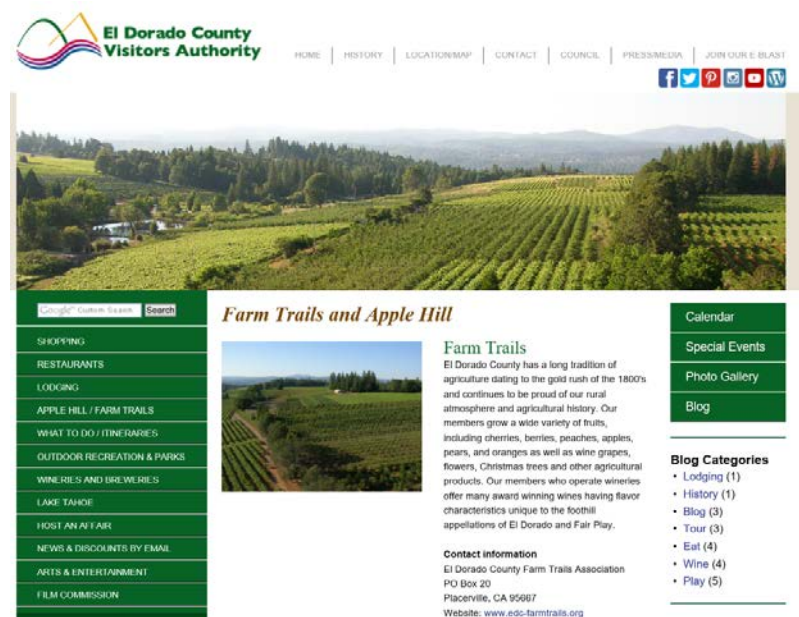 El Dorado County
Visitors Authority
HOME
HISTORY
LOCATION/MAP
CONTACT
COUNCIL
PRESS/MEDIA
JOIN OUR E-BLAST
Google™ Custom Search
Search
SHOPPING
RESTAURANTS
LODGING
APPLE HILL / FARM TRAILS
WHAT TO DO / ITINERARIES
OUTDOOR RECREATION & PARKS
WINERIES AND BREWERIES
LAKE TAHOE
HOST AN AFFAIR
NEWS & DISCOUNTS BY EMAIL
ARTS & ENTERTAINMENT
FILM COMMISSION
Farm Trails and Apple Hill
Farm Trails
El Dorado County has a long tradition of
agriculture dating to the gold rush of the 1800's
and continues to be proud of our rural
atmosphere and agricultural history. Our
members grow a wide variety of fruits,
including cherries, berries, peaches, apples,
pears, and oranges as well as wine grapes,
flowers, Christmas trees and other agricultural
products. Our members who operate wineries
offer many award winning wines having flavor
characteristics unique to the foothill
appellations of El Dorado and Fair Play.
Contact information
El Dorado County Farm Trails Association
PO Box 20
Placerville, CA 95667
Website: www.edc-farmtrails.org
Calendar
Special Events
Photo Gallery
Blog
Blog Categories
• Lodging (1)
• History (1)
• Blog (3)
• Tour (3)
• Eat (4)
• Wine (4)
• Play (5)